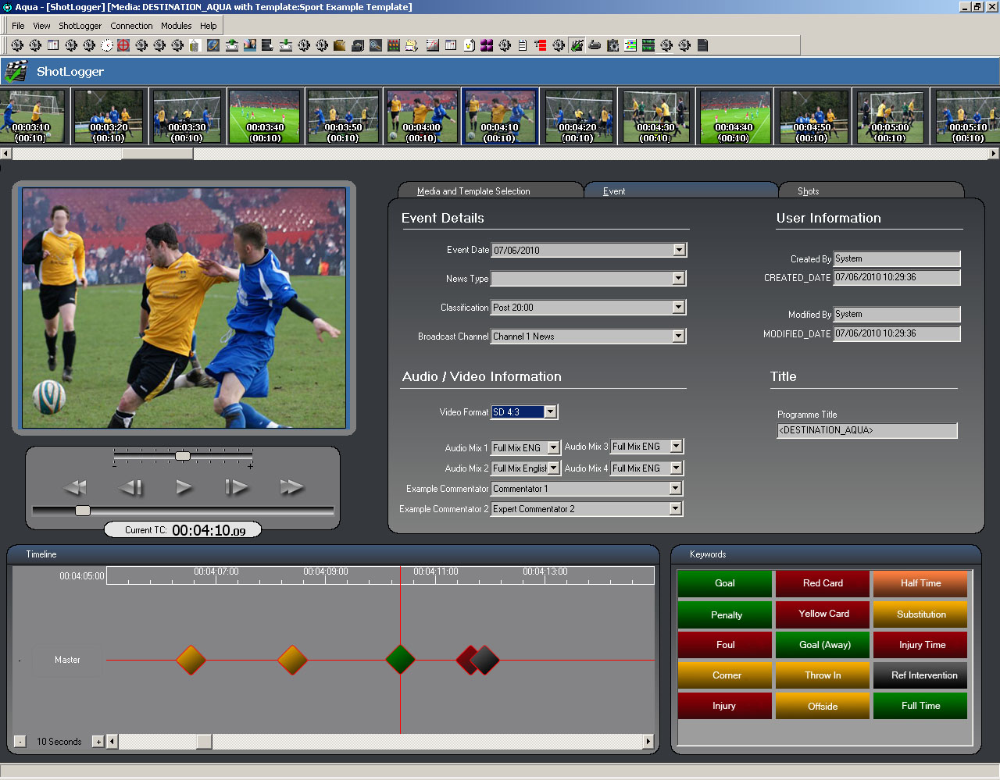 Aqua - [ShotLogger] [Media: DESTINATION_AQUA with Template:Sport Example Template]
File View ShotLogger Connection Modules Help
ShotLogger
00:03:10 00:03:20 00:03:30 00:03:40 00:03:50 00:04:00 00:04:10 00:04:20 00:04:30 00:04:40 00:04:50 00:05:00 00:05:10
(00:10) (00:10) (00:10) (00:10) (00:10) (00:10) (00:10) (00:10) (00:10) (00:10) (00:10) (00:10) (00:10)
Media and Template Selection Event Shots
Event Details
Event Date 07/06/2010
News Type
Classification Post 20:00
Broadcast Channel Channel 1 News
User Information
Created By System
CREATED_DATE 07/06/2010 10:29:36
Modified By System
MODIFIED_DATE 07/06/2010 10:29:36
Audio / Video Information
Video Format SD 4:3
Audio Mix 1 Full Mix ENG Audio Mix 3 Full Mix ENG
Audio Mix 2 Full Mix English Audio Mix 4 Full Mix ENG
Example Commentator Commentator 1
Example Commentator 2 Expert Commentator 2
Title
Programme Title
<DESTINATION_AQUA>
- +
Current TC: 00:04:10.09
Timeline
00:04:05:00 00:04:07:00 00:04:09:00 00:04:11:00 00:04:13:00
- Master
- 10 Seconds +
Keywords
Goal Red Card Half Time
Penalty Yellow Card Substitution
Foul Goal (Away) Injury Time
Corner Throw In Ref Intervention
Injury Offside Full Time